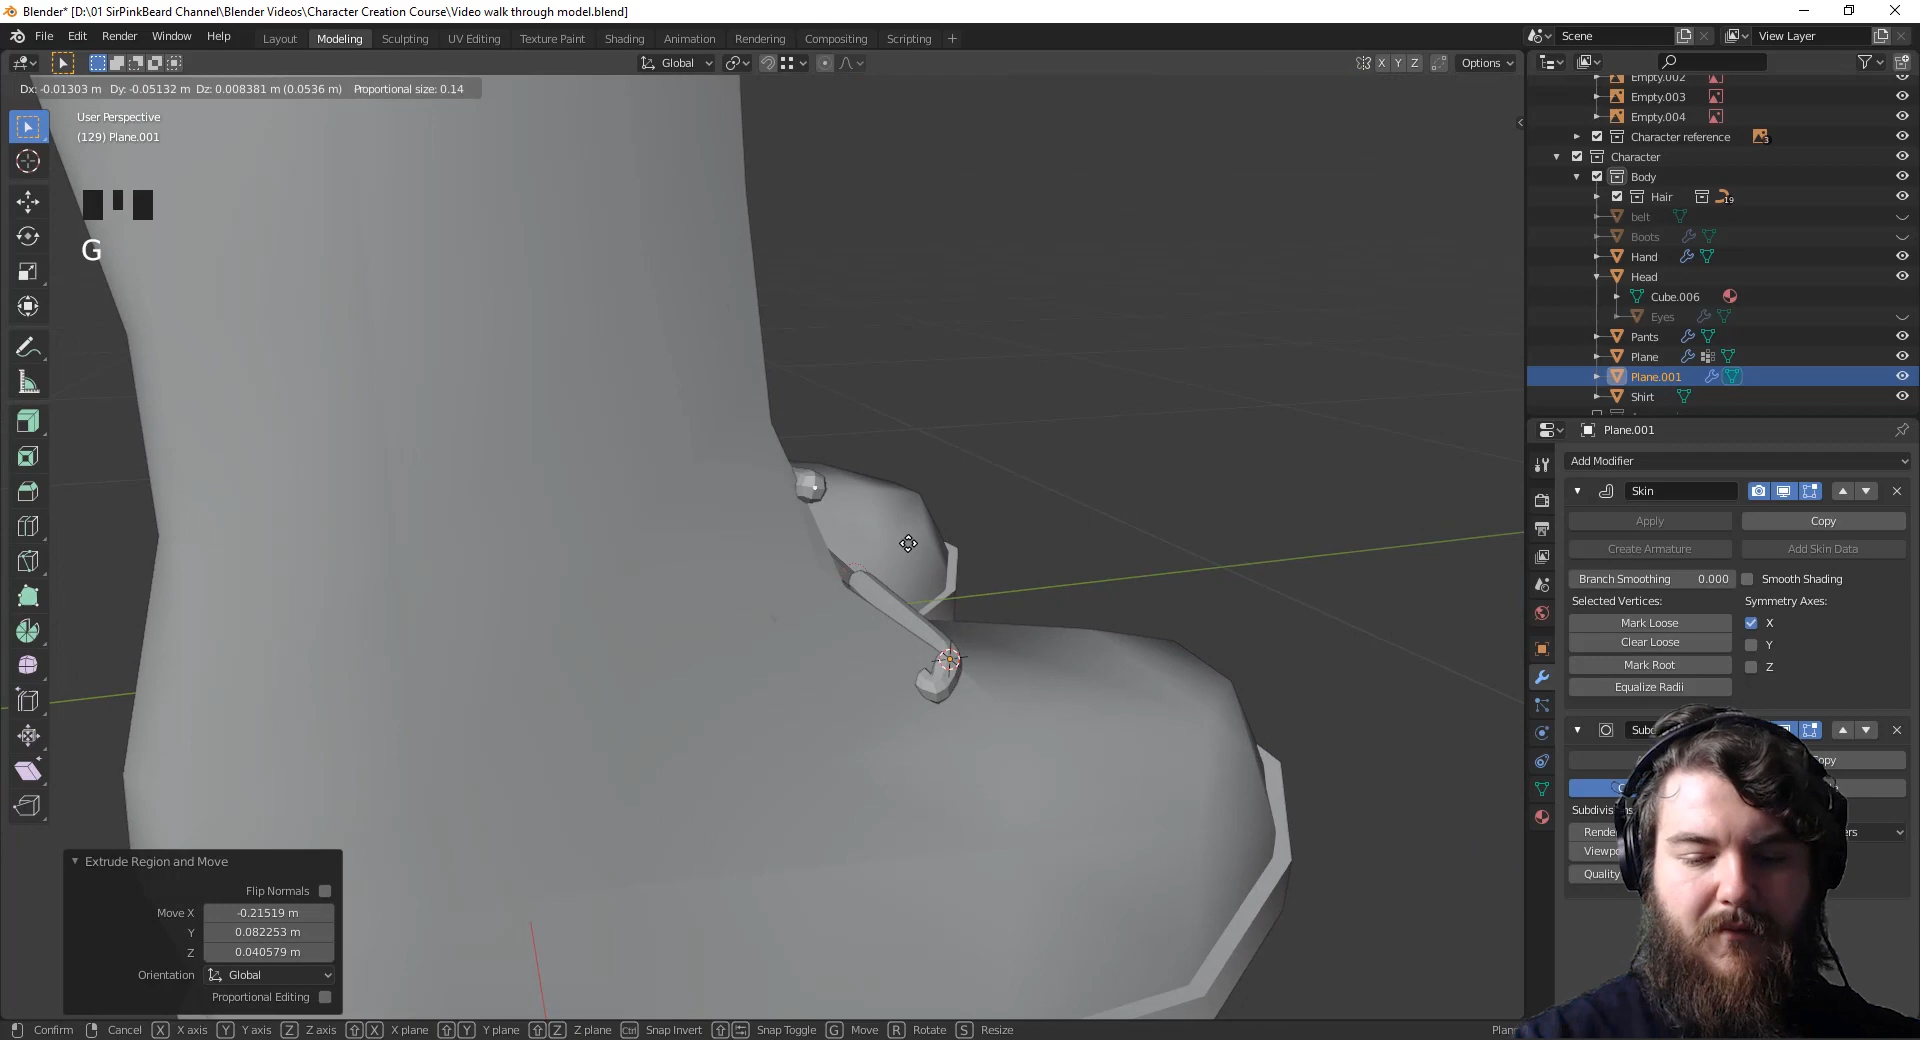 Blender* [D:\01 SirPinkBeard Channel\Blender Videos\Character Creation Course\Video walk through model.blend]
File Edit Render Window Help
Layout Modeling Sculpting UV Editing Texture Paint Shading Animation Rendering Compositing Scripting +
Scene
View Layer
Global
X Y Z
Options
Dx: -0.01303 m Dy: -0.05132 m Dz: 0.008381 m (0.0536 m) Proportional size: 0.14
User Perspective
(129) Plane.001
G
Empty.002
Empty.003
Empty.004
Character reference
3
Character
Body
Hair
19
belt
Boots
Hand
Head
Cube.006
Eyes
Pants
Plane
Plane.001
Shirt
Plane.001
Add Modifier
Skin
Apply Copy
Create Armature Add Skin Data
Branch Smoothing 0.000 Smooth Shading
Selected Vertices: Symmetry Axes:
Mark Loose X
Clear Loose Y
Mark Root Z
Equalize Radii
Extrude Region and Move
Flip Normals
Move X -0.21519 m
Y 0.082253 m
Z 0.040579 m
Orientation Global
Proportional Editing
Confirm Cancel X X axis Y Y axis Z Z axis X X plane Y Y plane Z Z plane Ctrl Snap Invert Snap Toggle G Move R Rotate S Resize